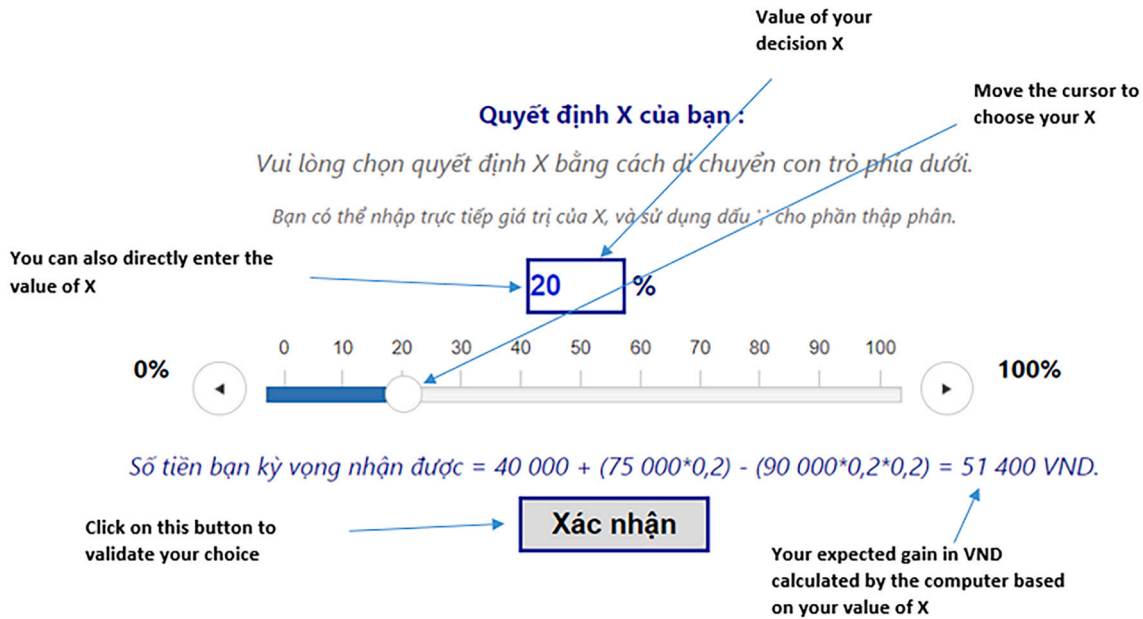 Value of your
decision X
Move the cursor to
choose your X
Quyết định X của bạn :
Vui lòng chọn quyết định X bằng cách di chuyển con trỏ phía dưới.
Bạn có thể nhập trực tiếp giá trị của X, và sử dụng dấu ',' cho phần thập phân.
You can also directly enter the
value of X
20 %
0 10 20 30 40 50 60 70 80 90 100
0% 100%
Số tiền bạn kỳ vọng nhận được = 40 000 + (75 000*0,2) - (90 000*0,2*0,2) = 51 400 VND.
Click on this button to
validate your choice
Xác nhận
Your expected gain in VND
calculated by the computer based
on your value of X